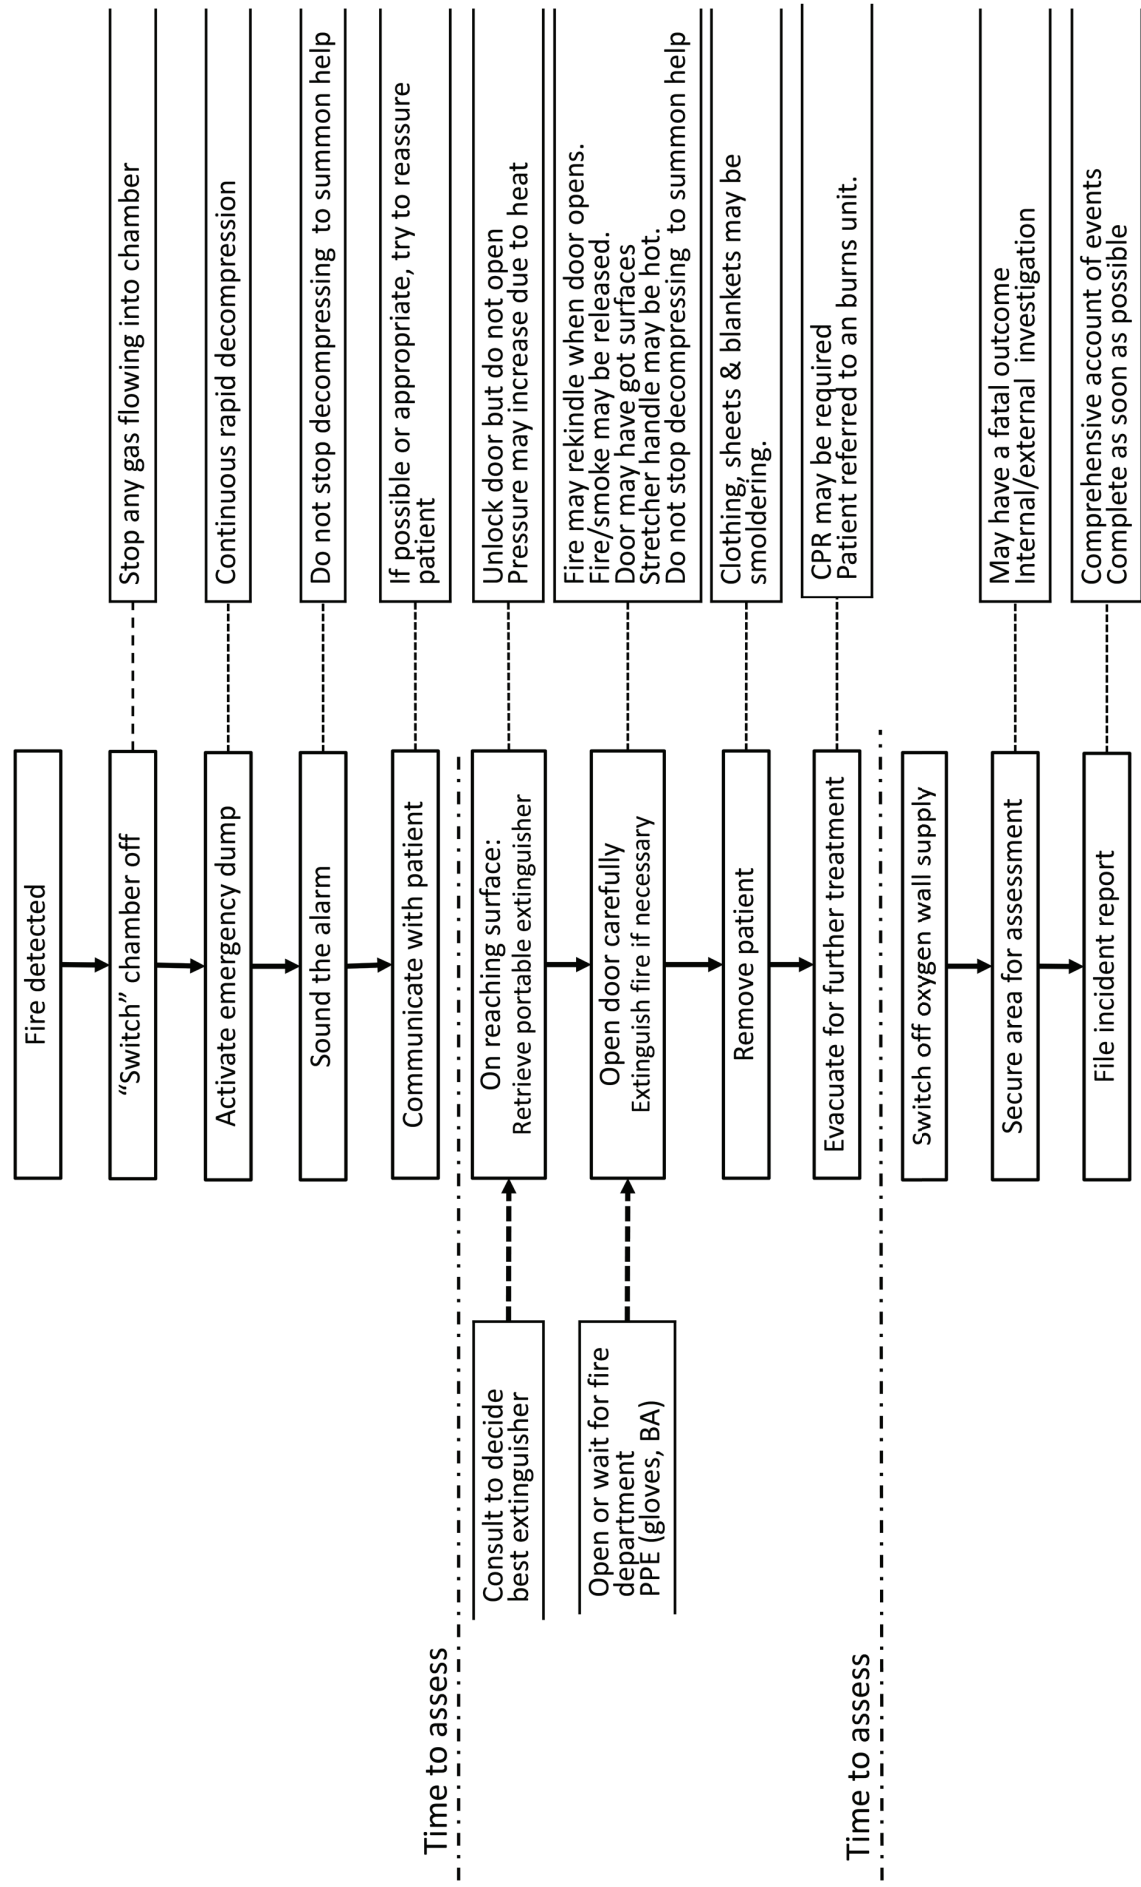 Fire detected
“Switch” chamber off
Stop any gas flowing into chamber
Activate emergency dump
Continuous rapid decompression
Sound the alarm
Do not stop decompressing to summon help
Communicate with patient
If possible or appropriate, try to reassure
patient
Time to assess
Consult to decide
best extinguisher
On reaching surface:
Retrieve portable extinguisher
Unlock door but do not open
Pressure may increase due to heat
Open or wait for fire
department
PPE (gloves, BA)
Open door carefully
Extinguish fire if necessary
Fire may rekindle when door opens.
Fire/smoke may be released.
Door may have got surfaces
Stretcher handle may be hot.
Do not stop decompressing to summon help
Remove patient
Clothing, sheets & blankets may be
smoldering.
Evacuate for further treatment
CPR may be required
Patient referred to an burns unit.
Time to assess
Switch off oxygen wall supply
Secure area for assessment
May have a fatal outcome
Internal/external investigation
File incident report
Comprehensive account of events
Complete as soon as possible